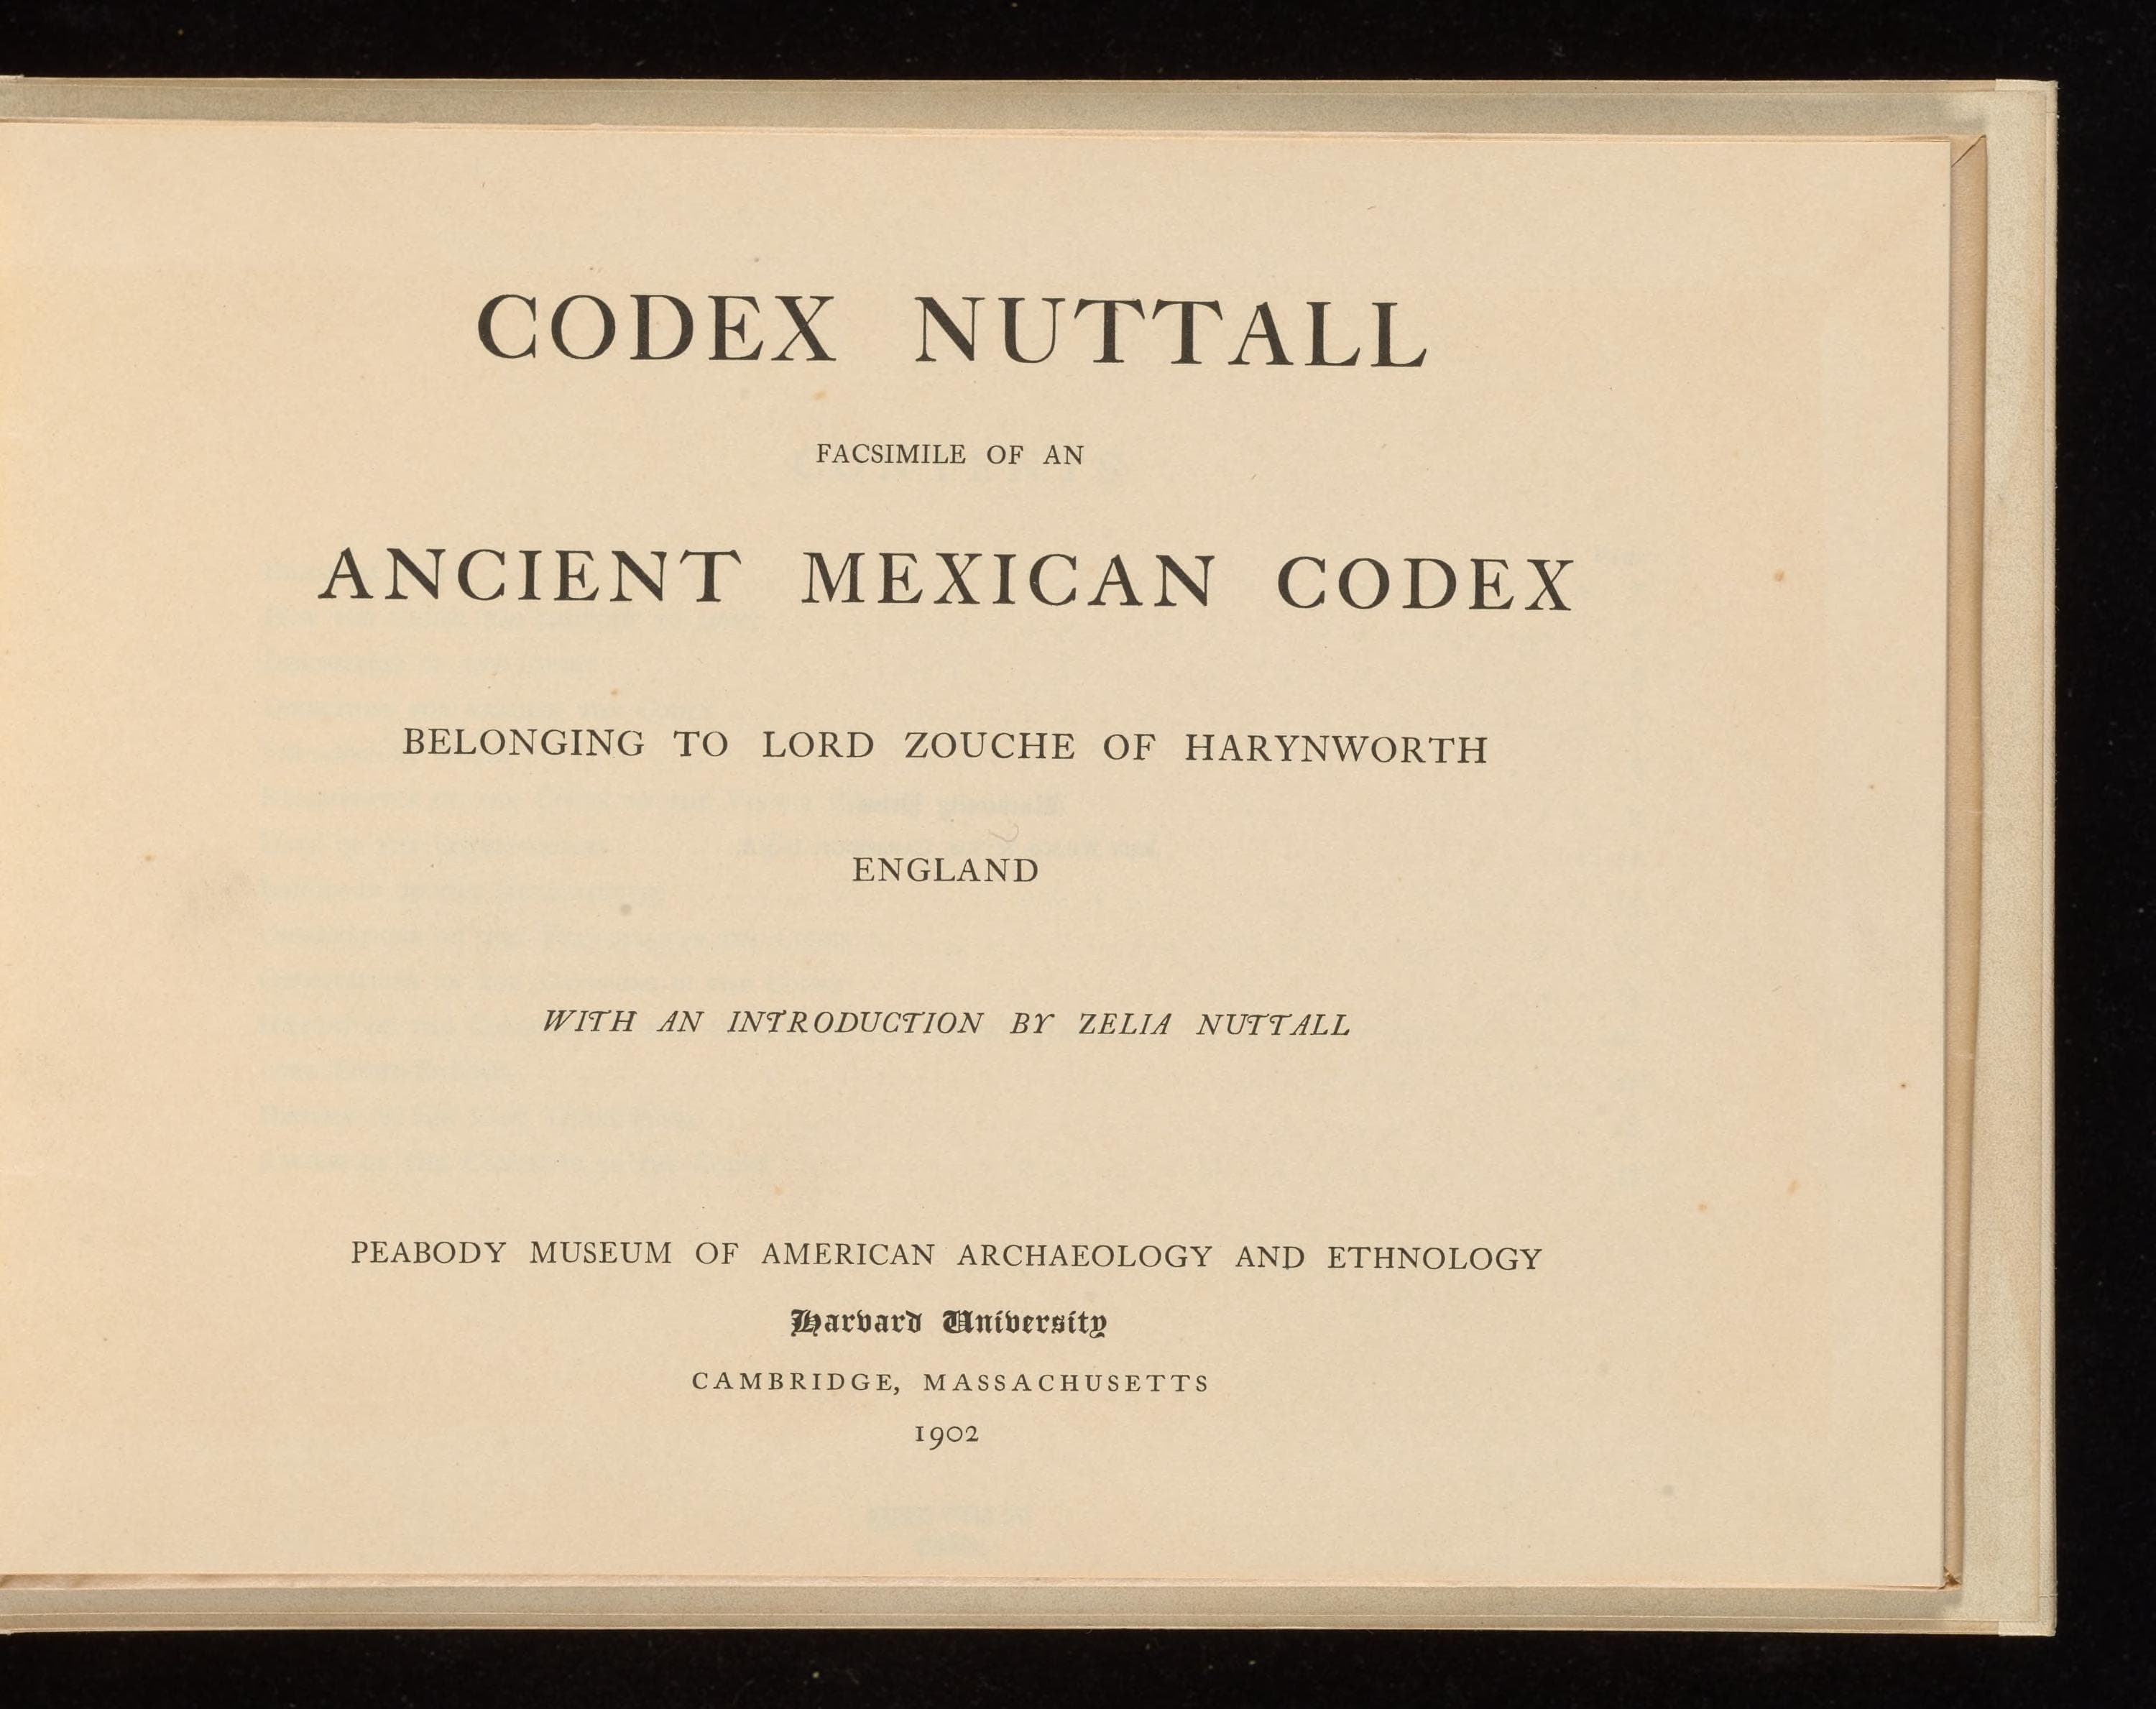 CODEX NUTTALL
FACSIMILE OF AN
ANCIENT MEXICAN CODEX
BELONGING TO LORD ZOUCHE OF HARYNWORTH
ENGLAND
WITH AN INTRODUCTION BY ZELIA NUTTALL
PEABODY MUSEUM OF AMERICAN ARCHAEOLOGY AND ETHNOLOGY
Harvard University
CAMBRIDGE, MASSACHUSETTS
1902